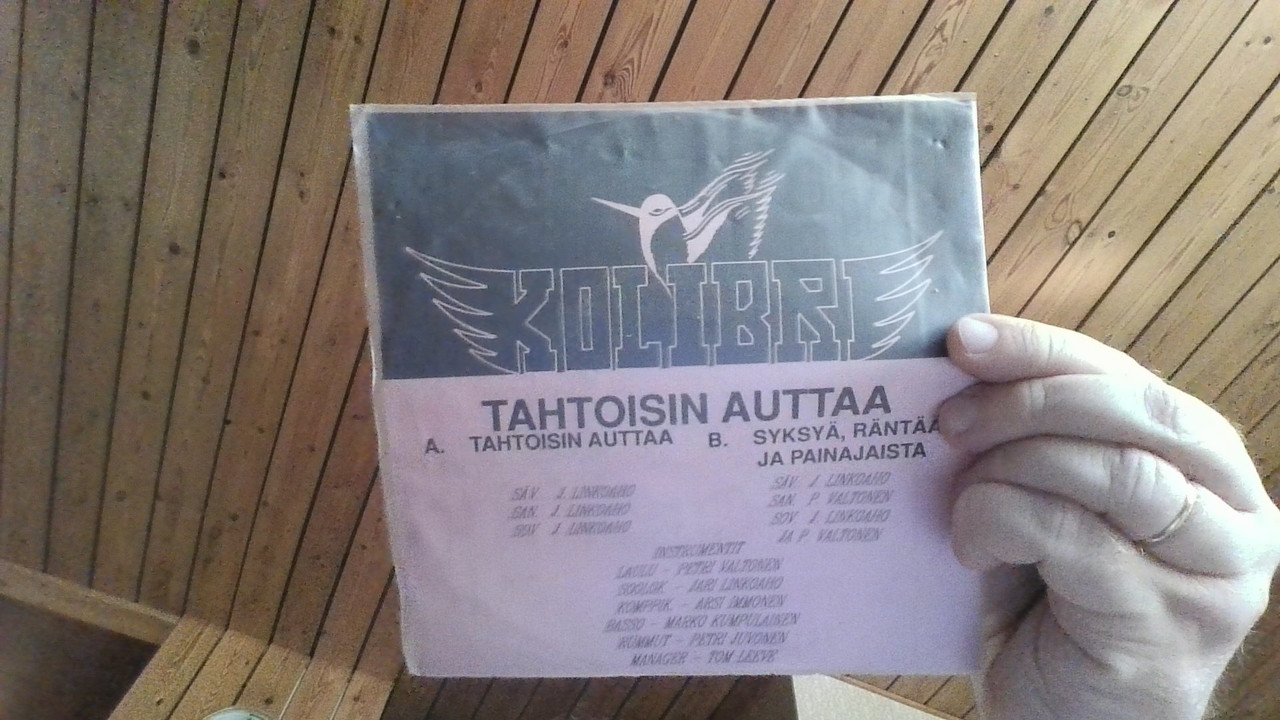 KOLIBRI
TAHTOISIN AUTTAA
A. TAHTOISIN AUTTAA
SÄV. J. LINKOAHO
SAN. J. LINKOAHO
SOV. J. LINKOAHO
B. SYKSYÄ, RÄNTÄÄ
JA PAINAJAISTA
SÄV. J. LINKOAHO
SAN. P. VALTONEN
SOV. J. LINKOAHO
JA P. VALTONEN
INSTRUMENTIT
LAULU - PETRI VALTONEN
SOOLOK. - JARI LINKOAHO
KOMPPIK. - ARSI IMMONEN
BASSO - MARKO KUMPULAINEN
RUMMUT - PETRI JUVONEN
MANAGER - TOM LEEVE